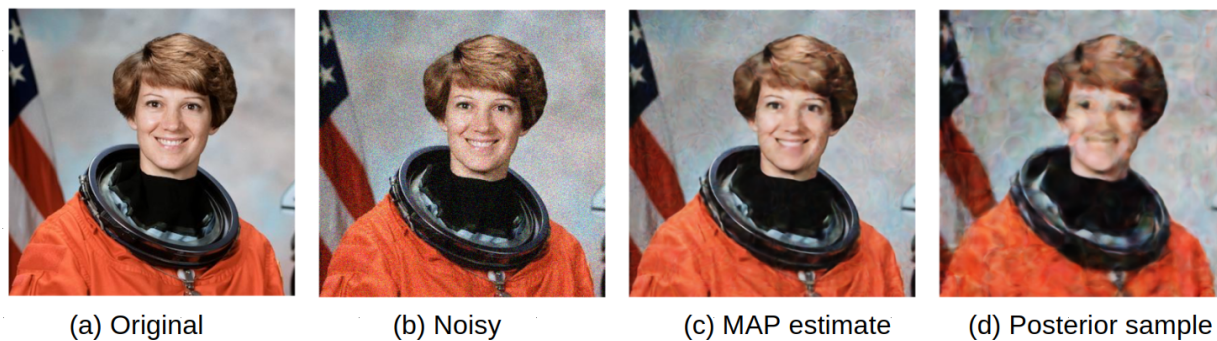 (a) Original
(b) Noisy
(c) MAP estimate
(d) Posterior sample